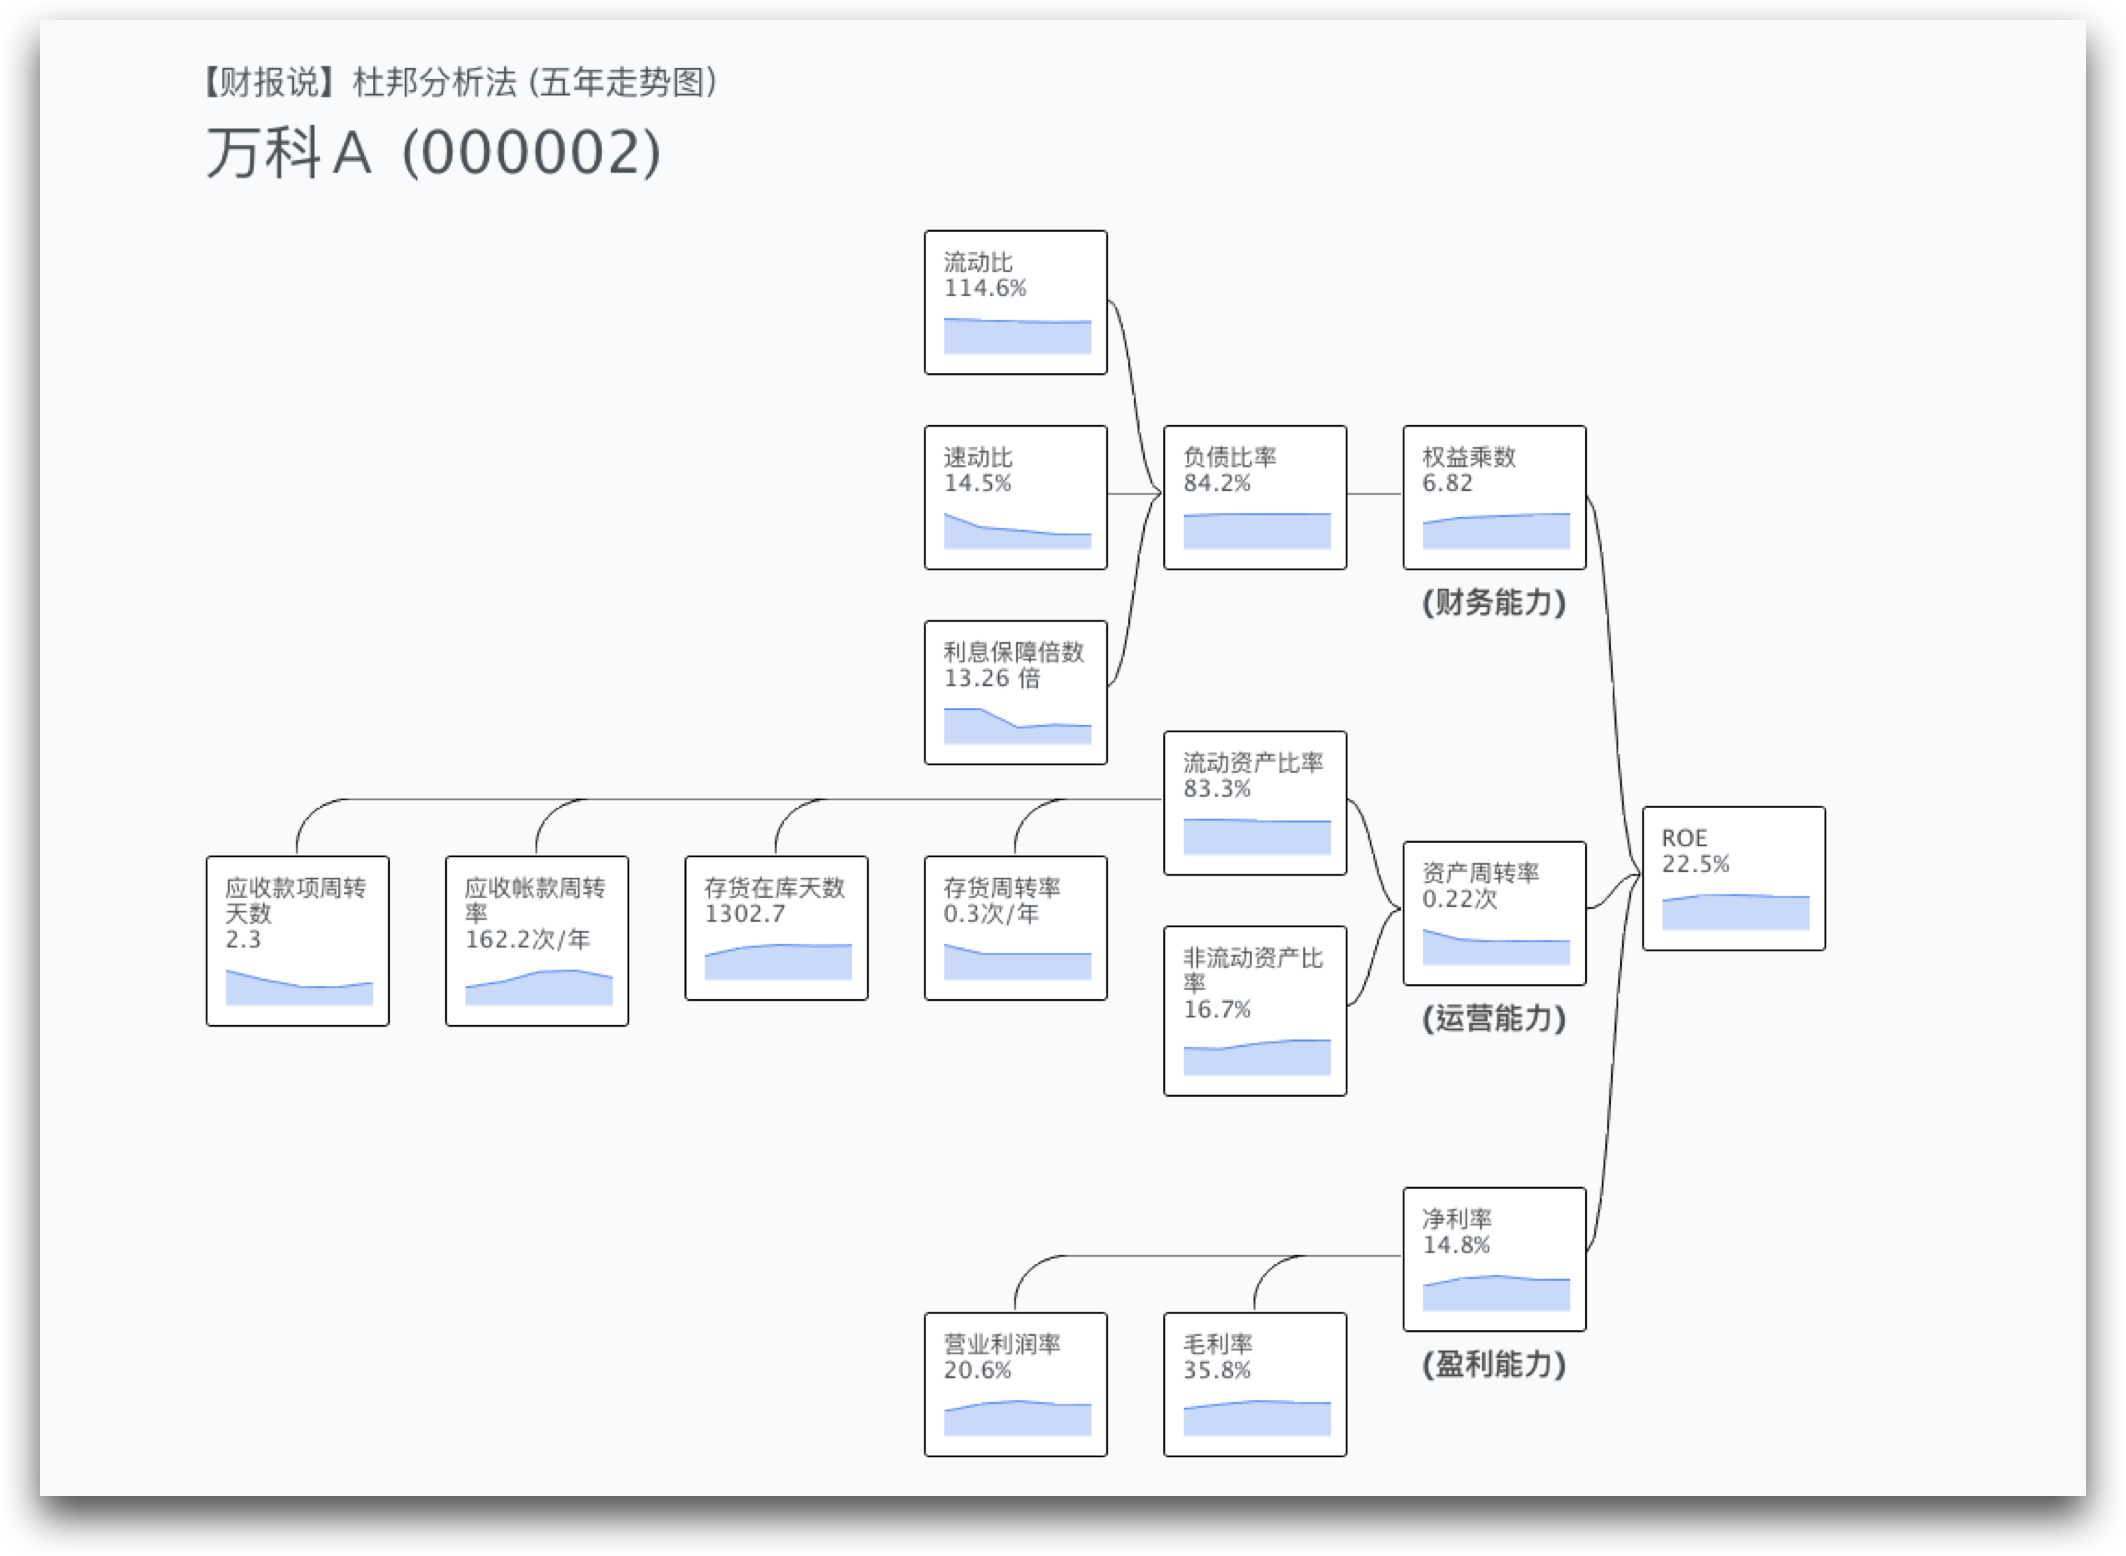 【财报说】杜邦分析法 (五年走势图)
万科A (000002)
流动比
114.6%
速动比
14.5%
负债比率
84.2%
权益乘数
6.82
(财务能力)
利息保障倍数
13.26 倍
流动资产比率
83.3%
ROE
22.5%
应收款项周转
天数
2.3
应收帐款周转
率
162.2次/年
存货在库天数
1302.7
存货周转率
0.3次/年
资产周转率
0.22次
非流动资产比
率
16.7%
(运营能力)
净利率
14.8%
营业利润率
20.6%
毛利率
35.8%
(盈利能力)